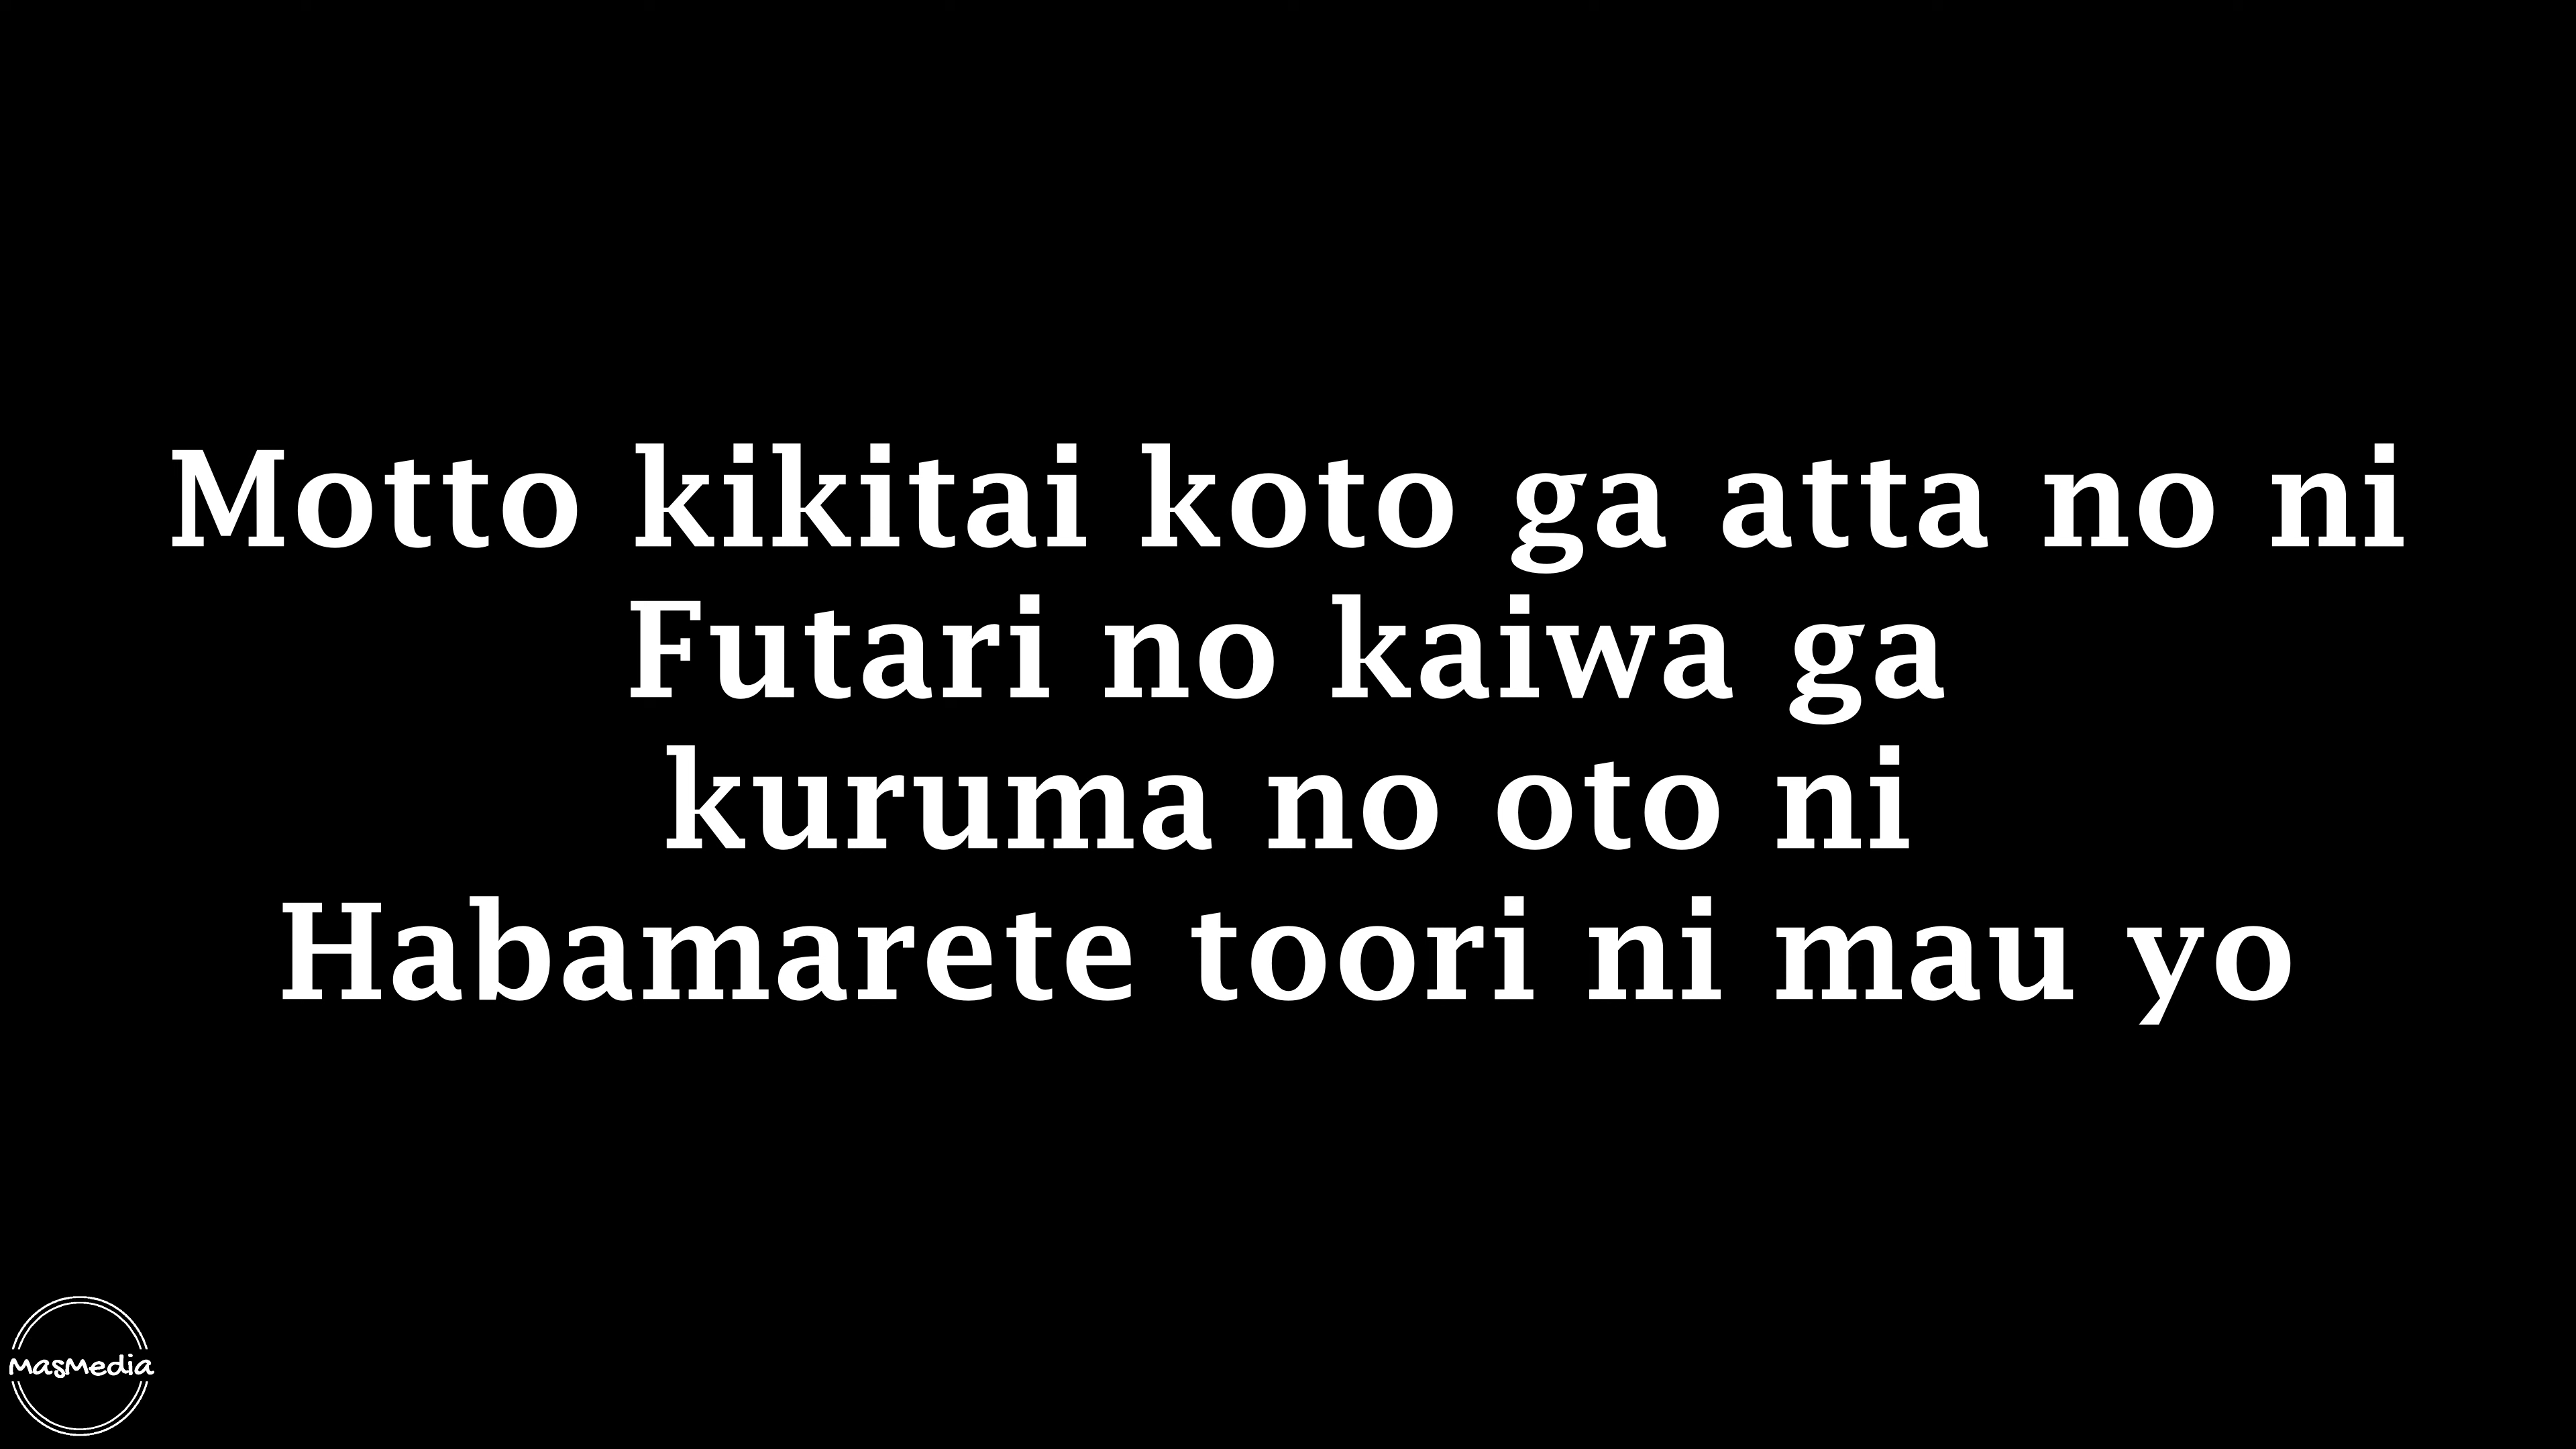 Motto kikitai koto ga atta no ni
Futari no kaiwa ga
kuruma no oto ni
Habamarete toori ni mau yo
MasMedia